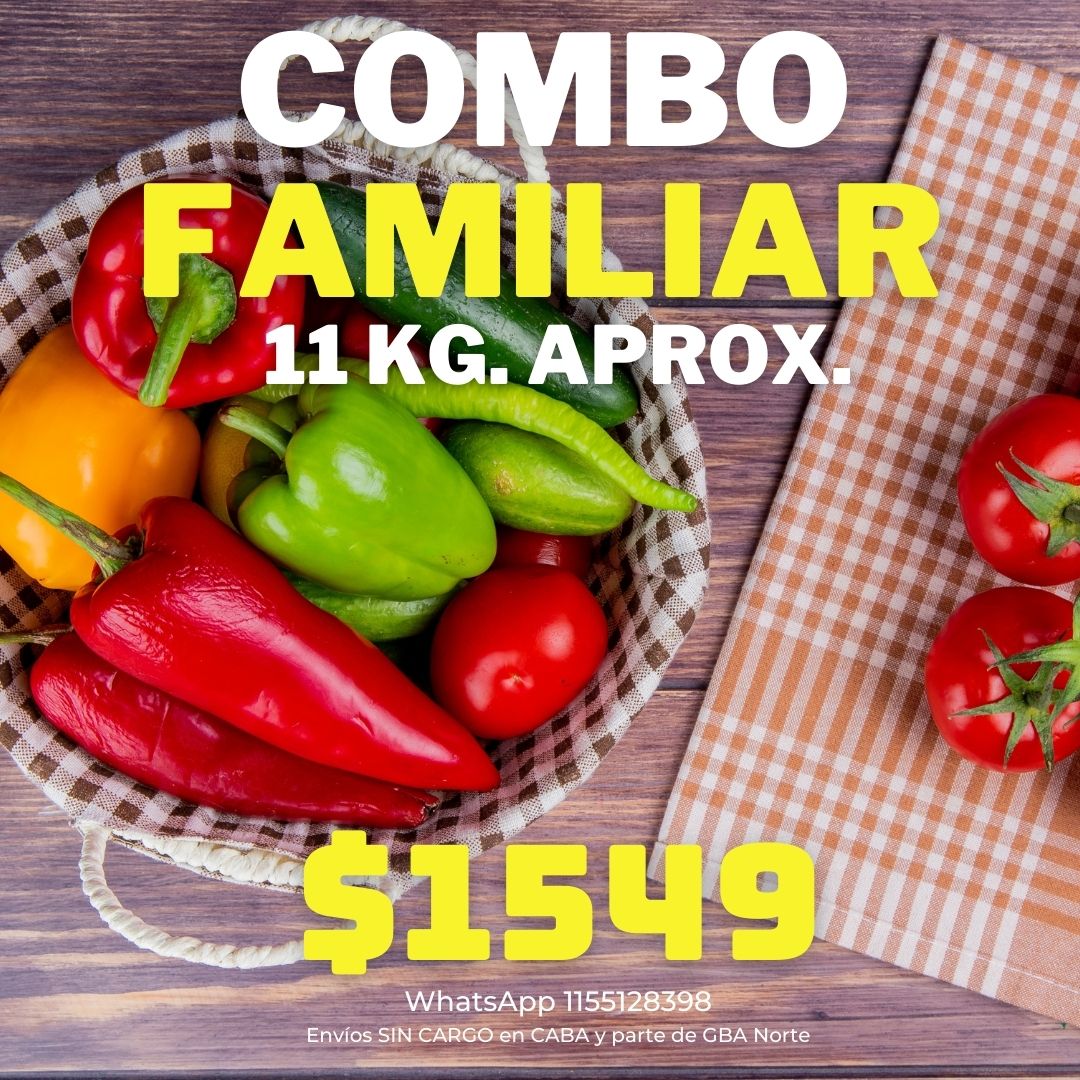 COMBO
FAMILIAR
11 KG. APROX.
$1549
WhatsApp 1155128398
Envíos SIN CARGO en CABA y parte de GBA Norte